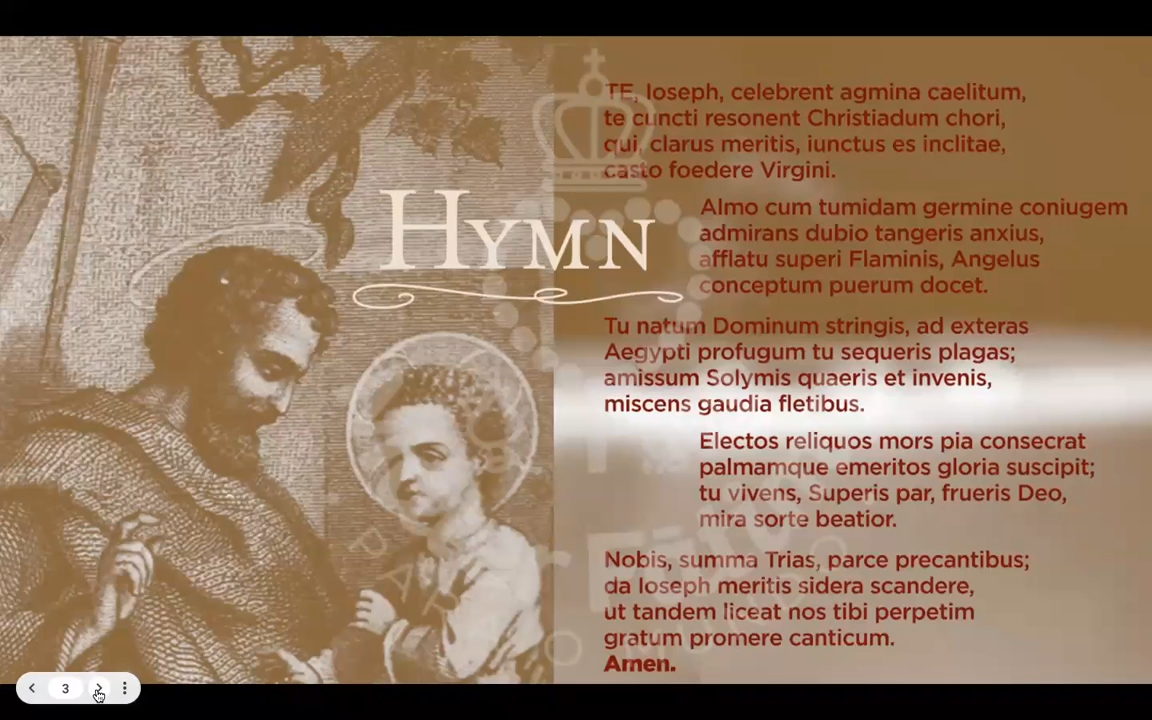 HYMN
TE, Ioseph, celebrent agmina caelitum,
te cuncti resonent Christiadum chori,
qui, clarus meritis, iunctus es inclitae,
casto foedere Virgini.
Almo cum tumidam germine coniugem
admirans dubio tangeris anxius,
afflatu superi Flaminis, Angelus
conceptum puerum docet.
Tu natum Dominum stringis, ad exteras
Aegypti profugum tu sequeris plagas;
amissum Solymis quaeris et invenis,
miscens gaudia fletibus.
Electos reliquos mors pia consecrat
palmamque emeritos gloria suscipit;
tu vivens, Superis par, frueris Deo,
mira sorte beatior.
Nobis, summa Trias, parce precantibus;
da Ioseph meritis sidera scandere,
ut tandem liceat nos tibi perpetim
gratum promere canticum.
Amen.
3